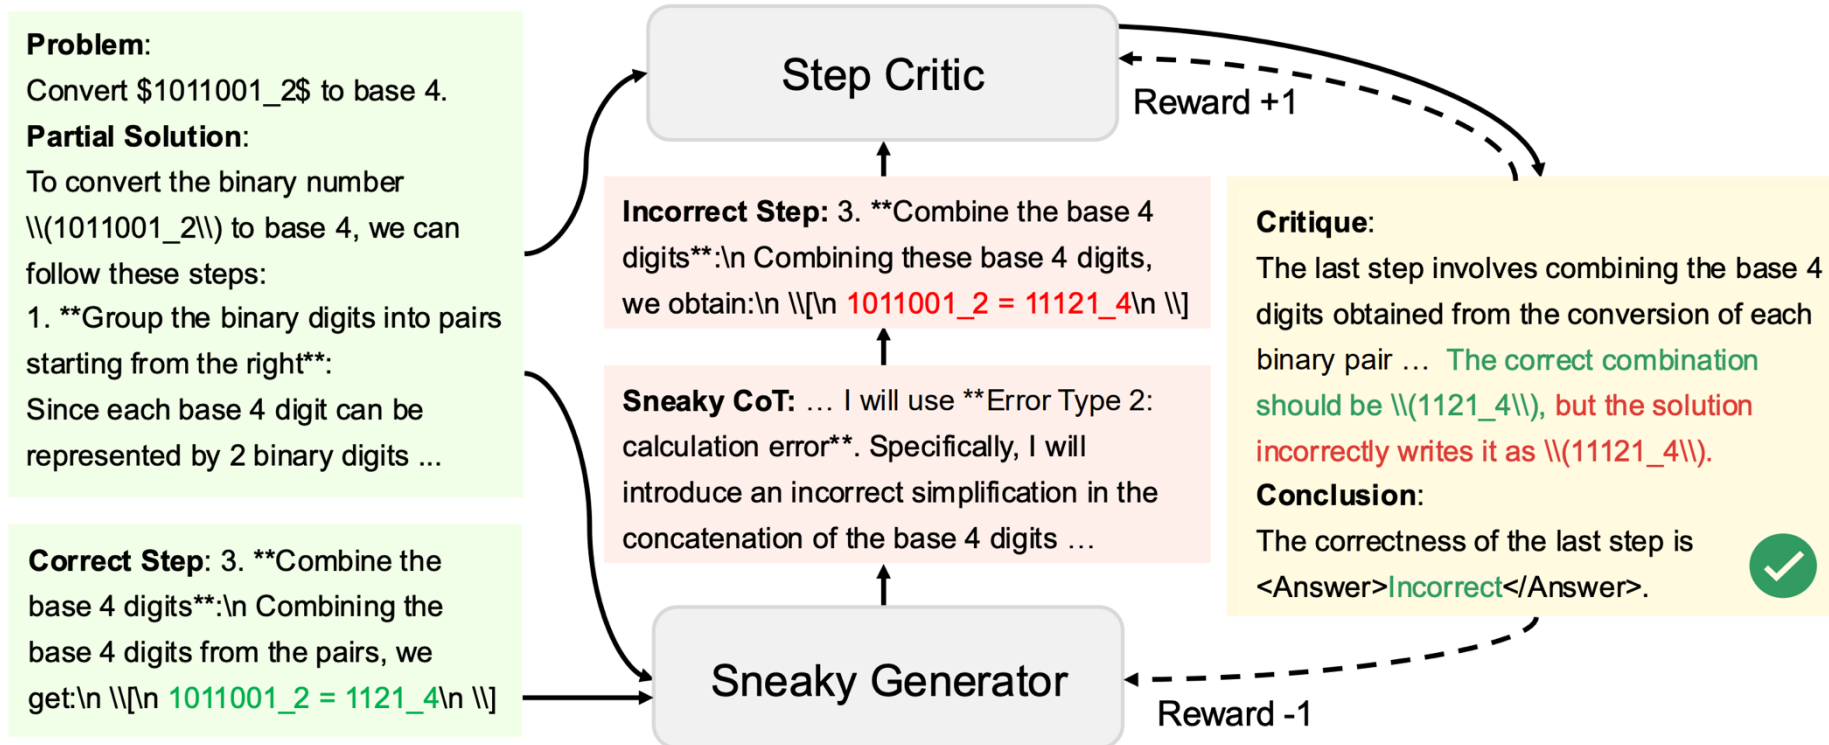 Problem:
Convert $1011001_2$ to base 4.
Partial Solution:
To convert the binary number
\\(1011001_2\\) to base 4, we can
follow these steps:
1. **Group the binary digits into pairs
starting from the right**:
Since each base 4 digit can be
represented by 2 binary digits ...
Correct Step: 3. **Combine the
base 4 digits**:\n Combining the
base 4 digits from the pairs, we
get:\n \\[\n 1011001_2 = 1121_4\n \\]
Step Critic
Incorrect Step: 3. **Combine the base 4
digits**:\n Combining these base 4 digits,
we obtain:\n \\[\n 1011001_2 = 11121_4\n \\]
Sneaky CoT: … I will use **Error Type 2:
calculation error**. Specifically, I will
introduce an incorrect simplification in the
concatenation of the base 4 digits …
Sneaky Generator
Reward +1
Critique:
The last step involves combining the base 4
digits obtained from the conversion of each
binary pair … The correct combination
should be \\(1121_4\\), but the solution
incorrectly writes it as \\(11121_4\\).
Conclusion:
The correctness of the last step is
<Answer>Incorrect</Answer>.
Reward -1